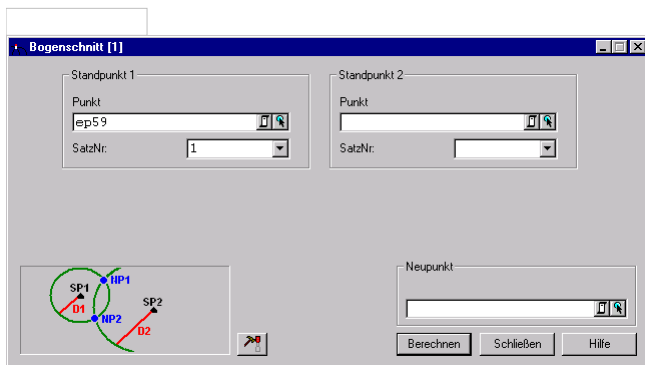 Bogenschnitt [1]
Standpunkt 1
Standpunkt 2
Punkt
Punkt
ep59
SatzNr:
1
SatzNr:
Neupunkt
NP1
SP1
D1
SP2
NP2
D2
Berechnen
Schließen
Hilfe